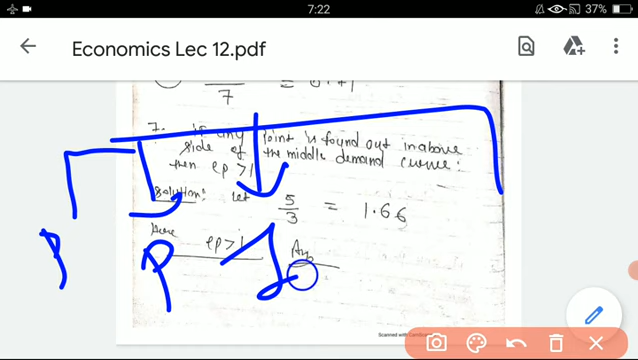 7:22
37%
Economics Lec 12.pdf
7
7. If any point is found out in above
side of the middle demand curve:
then ep >1
Solution: let 5/3 = 1.66
here
ep>1 Ans
P
P
Scanned with CamScanner